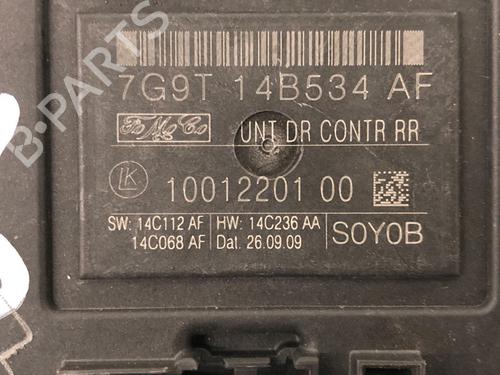 7G9T 14B534 AF
FoMoCo UNT DR CONTR RR
LK 10012201 00
SW: 14C112 AF HW: 14C236 AA
14C068 AF Dat. 26.09.09
S0Y0B
B-PARTS